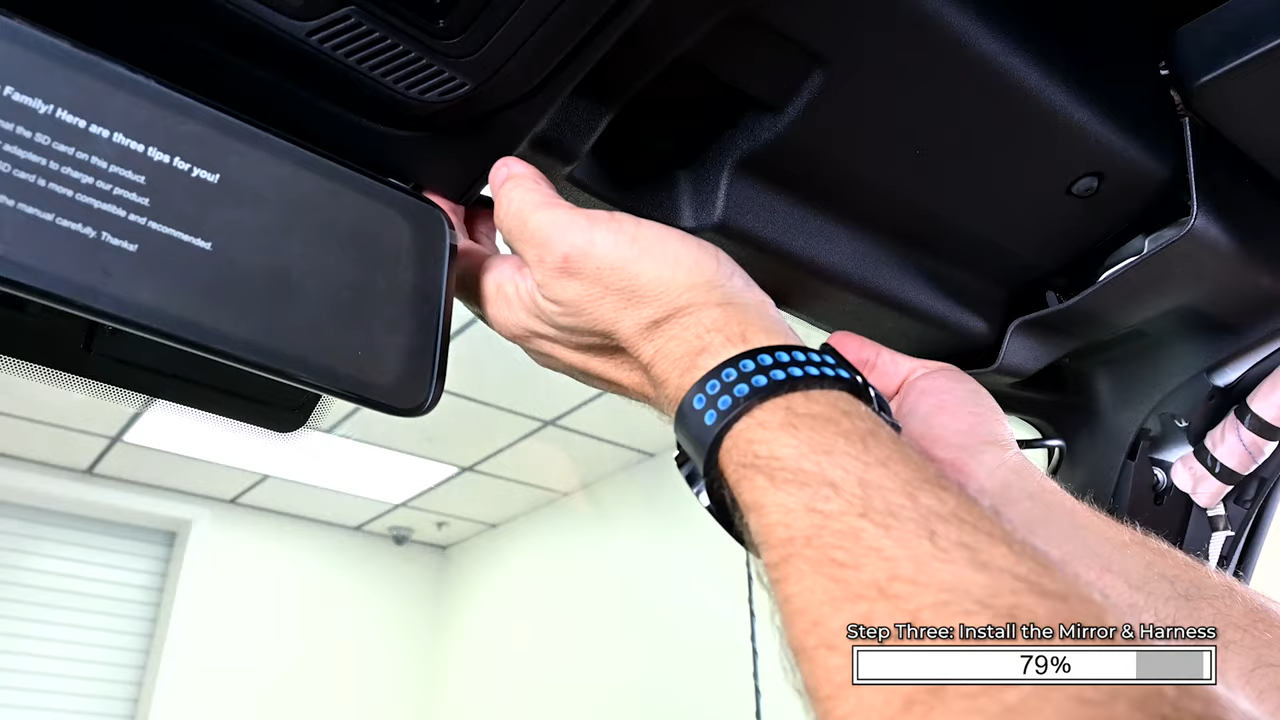 Family! Here are three tips for you!
the SD card on this product.
adapters to charge our product.
SD card is more compatible and recommended.
the manual carefully. Thanks!
Step Three: Install the Mirror & Harness
79%